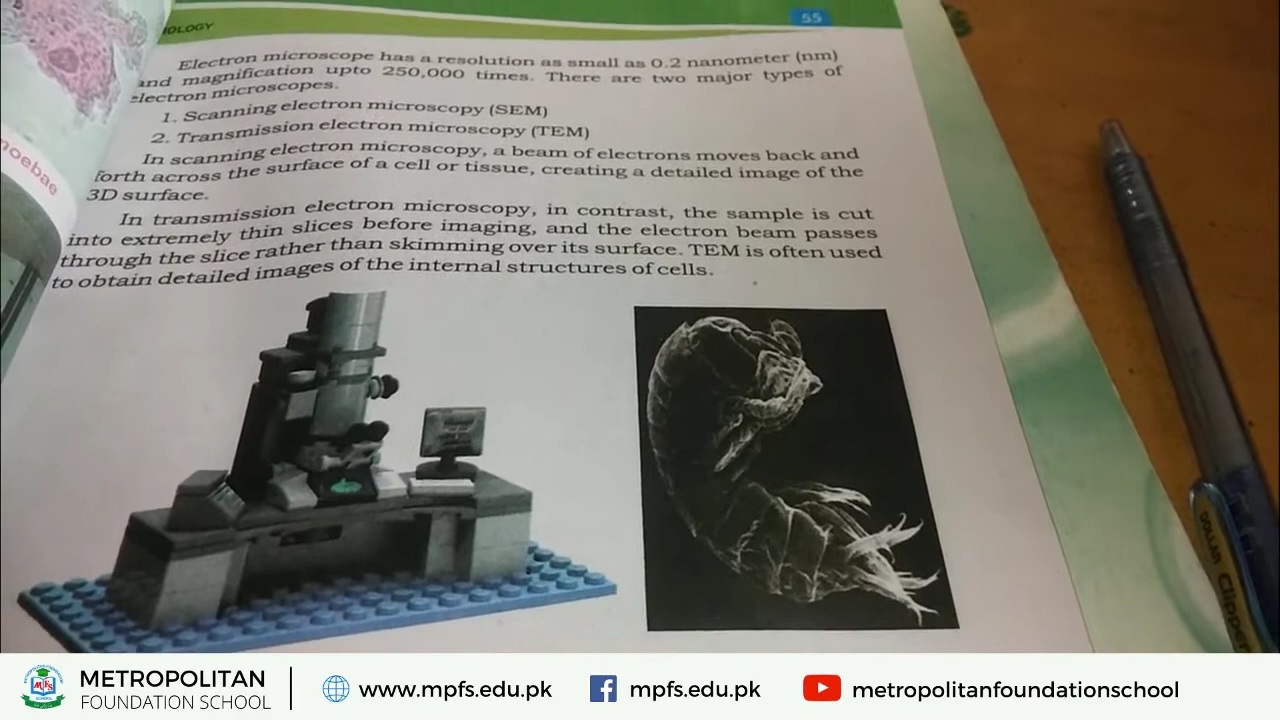 55
IOLOGY
Electron microscope has a resolution as small as 0.2 nanometer (nm)
and magnification upto 250,000 times. There are two major types of
electron microscopes.
1. Scanning electron microscopy (SEM)
2. Transmission electron microscopy (TEM)
In scanning electron microscopy, a beam of electrons moves back and
forth across the surface of a cell or tissue, creating a detailed image of the
3D surface.
In transmission electron microscopy, in contrast, the sample is cut
into extremely thin slices before imaging, and the electron beam passes
through the slice rather than skimming over its surface. TEM is often used
to obtain detailed images of the internal structures of cells.
noebae
DOLLAR Clipper
METROPOLITAN
FOUNDATION SCHOOL
www.mpfs.edu.pk
mpfs.edu.pk
metropolitanfoundationschool
MFS